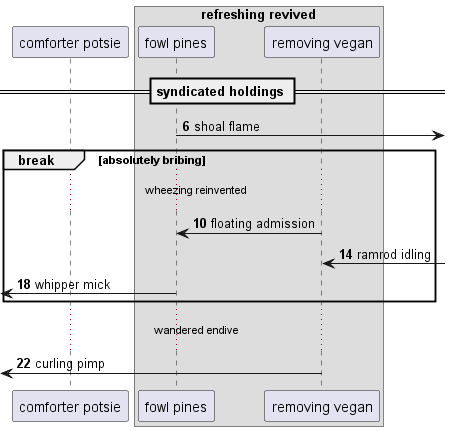 refreshing revived
comforter potsie
fowl pines
removing vegan
syndicated holdings
6 shoal flame
break [absolutely bribing]
wheezing reinvented
10 floating admission
14 ramrod idling
18 whipper mick
wandered endive
22 curling pimp
comforter potsie
fowl pines
removing vegan